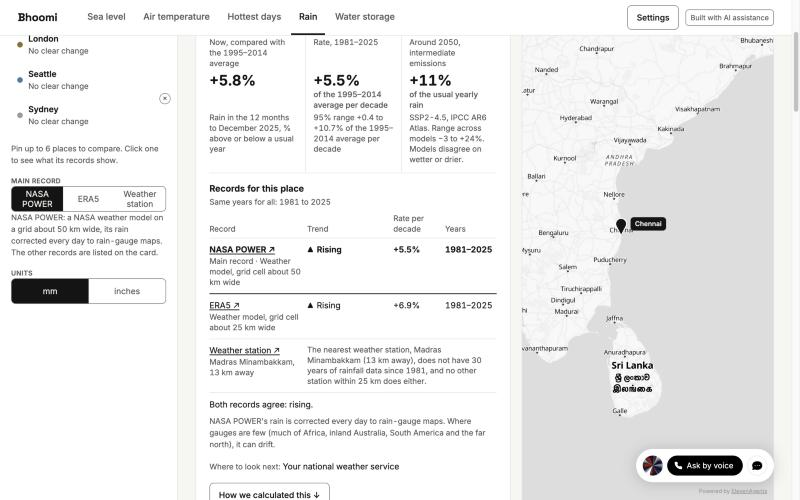 Bhoomi
Sea level
Air temperature
Hottest days
Rain
Water storage
Settings
Built with AI assistance
London
No clear change
Seattle
No clear change
Sydney
No clear change
Pin up to 6 places to compare. Click one
to see what its records show.
MAIN RECORD
NASA
POWER
ERA5
Weather
station
NASA POWER: a NASA weather model on
a grid about 50 km wide, its rain
corrected every day to rain-gauge maps.
The other records are listed on the card.
UNITS
mm
inches
Now, compared with
the 1995–2014
average
+5.8%
Rain in the 12 months
to December 2025, %
above or below a usual
year
Rate, 1981–2025
+5.5%
of the 1995–2014
average per decade
95% range +0.4 to
+10.7% of the 1995–
2014 average per
decade
Around 2050,
intermediate
emissions
+11%
of the usual yearly
rain
SSP2-4.5, IPCC AR6
Atlas. Range across
models −3 to +24%.
Models disagree on
wetter or drier.
Records for this place
Same years for all: 1981 to 2025
Record
Trend
Rate per
decade
Years
NASA POWER ↗
▲ Rising
+5.5%
1981–2025
Main record · Weather
model, grid cell about 50
km wide
ERA5 ↗
▲ Rising
+6.9%
1981–2025
Weather model, grid cell
about 25 km wide
Weather station ↗
Madras Minambakkam,
13 km away
The nearest weather station, Madras
Minambakkam (13 km away), does not have 30
years of rainfall data since 1981, and no other
station within 25 km does either.
Both records agree: rising.
NASA POWER's rain is corrected every day to rain-gauge maps. Where
gauges are few (much of Africa, inland Australia, South America and the far
north), it can drift.
Where to look next: Your national weather service
How we calculated this ↓
Bhubanesh
Chandrapur
Brahmapur
Nanded
Warangal
Visakhapatnam
Hyderabad
Kakinada
Vijayawada
ANDHRA
PRADESH
Kurnool
Ballari
Nellore
Chennai
Bengaluru
Mysuru
Puducherry
Salem
Tiruchirappalli
Dindigul
Madurai
Jaffna
vananthapuram
Anuradhapura
Sri Lanka
ශ්‍රී ලංකාව
இலங்கை
Galle
Ask by voice
Powered by ElevenAgents